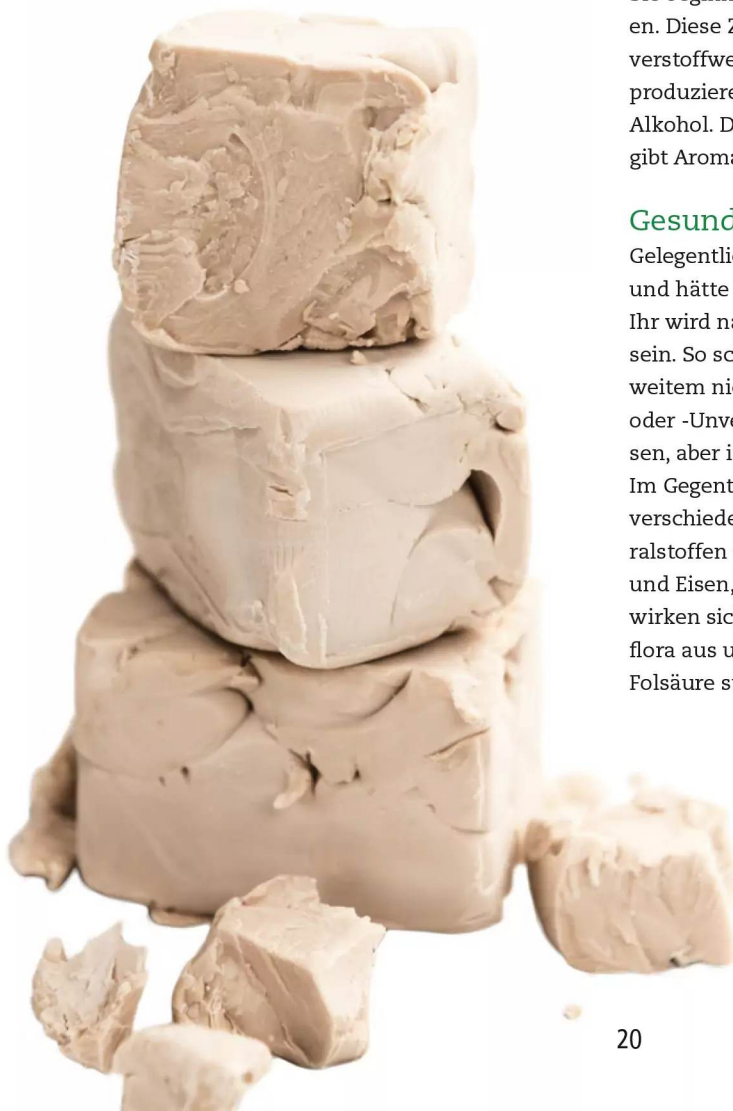 en. Diese Z
verstoffwe
produziere
Alkohol. D
gibt Aroma
Gesund
Gelegentli
und hätte
Ihr wird na
sein. So sc
weitem nic
oder -Unve
sen, aber i
Im Gegent
verschiede
ralstoffen
und Eisen,
wirken sic
flora aus u
Folsäure st
20